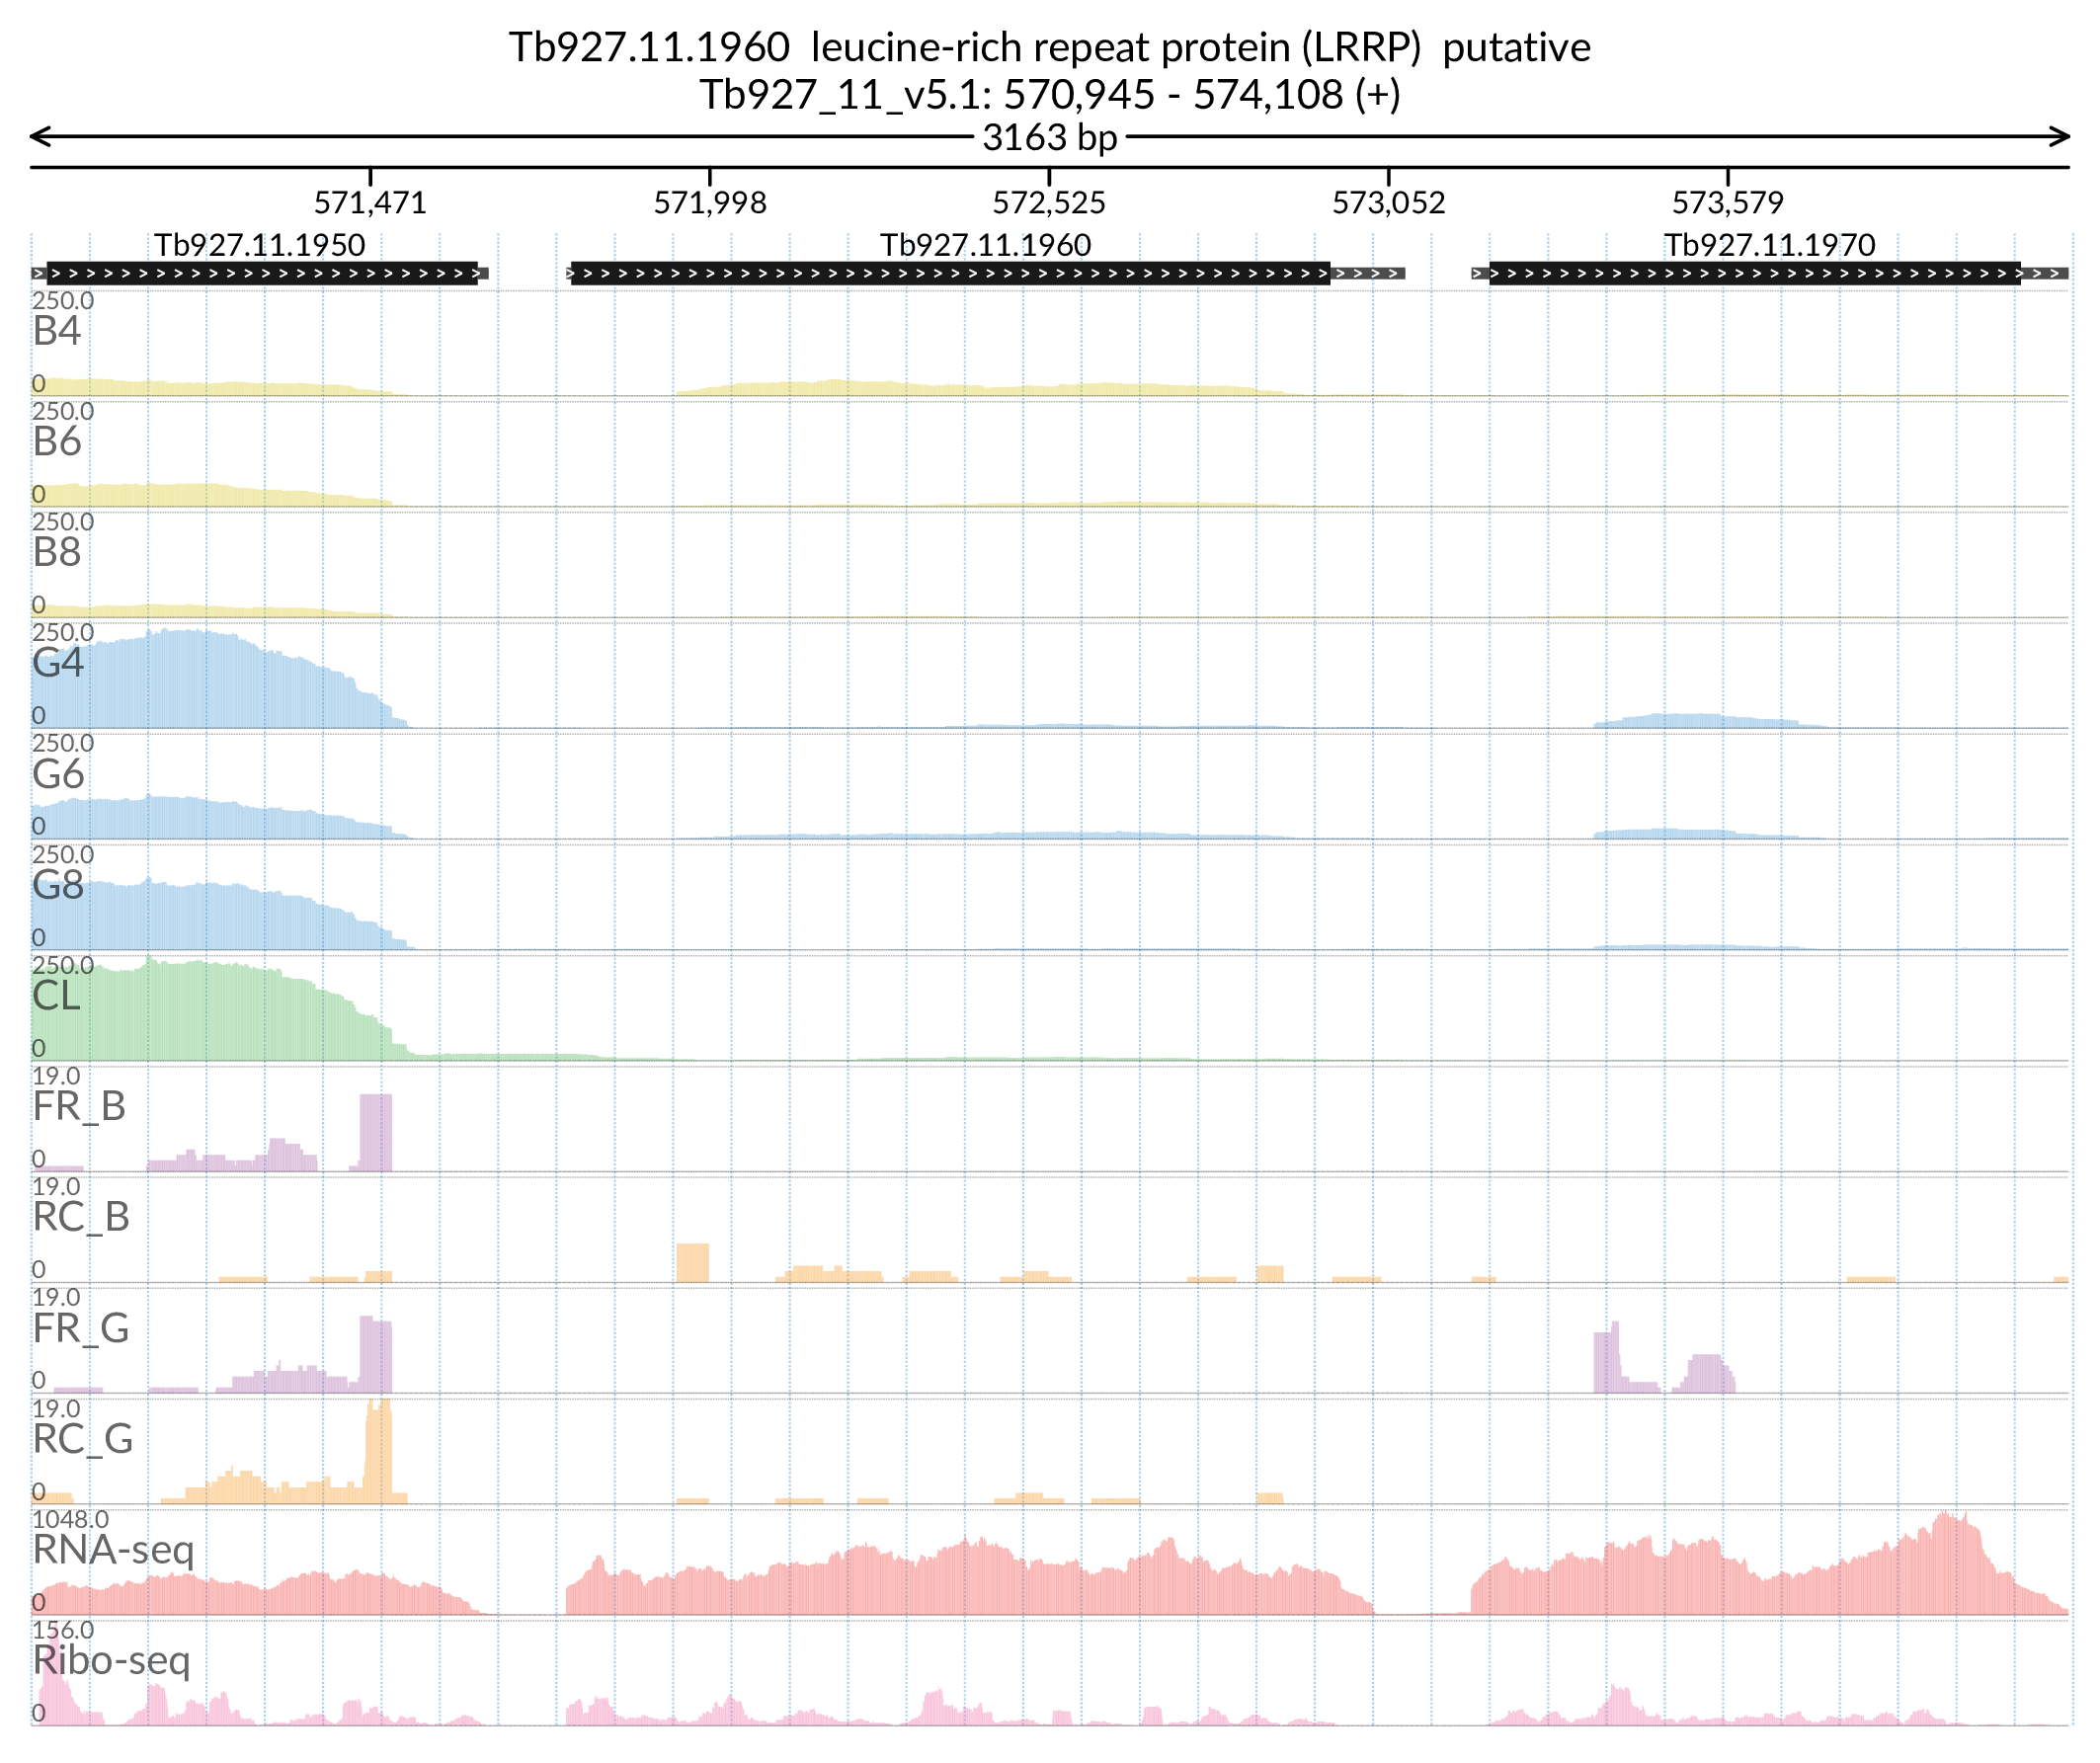 Tb927.11.1960  leucine-rich repeat protein (LRRP)  putative
Tb927_11_v5.1: 570,945 - 574,108 (+)
3163 bp
571,471 571,998 572,525 573,052 573,579
Tb927.11.1950 Tb927.11.1960 Tb927.11.1970
250.0
B4
0
250.0
B6
0
250.0
B8
0
250.0
G4
0
250.0
G6
0
250.0
G8
0
250.0
CL
0
19.0
FR_B
0
19.0
RC_B
0
19.0
FR_G
0
19.0
RC_G
0
1048.0
RNA-seq
0
156.0
Ribo-seq
0